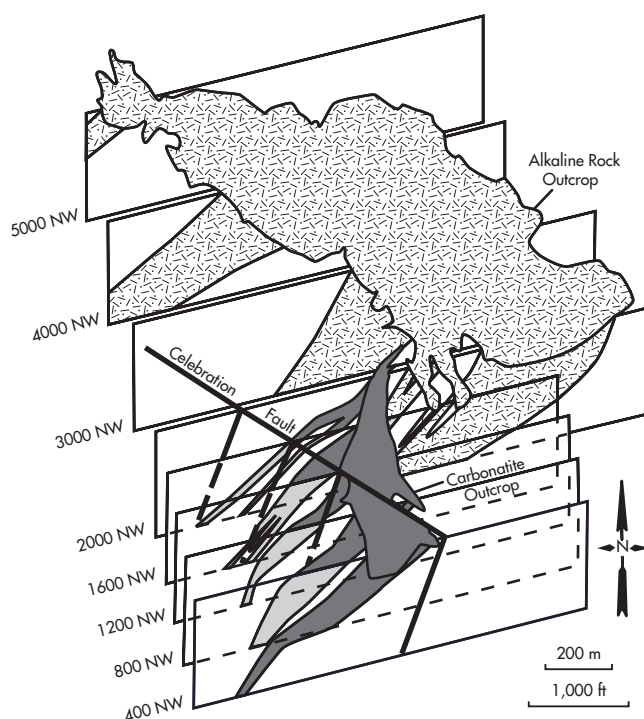 Alkaline Rock
Outcrop
5000 NW
4000 NW
Celebration
Fault
3000 NW
Carbonatite
Outcrop
2000 NW
N
1600 NW
1200 NW
800 NW
200 m
400 NW
1,000 ft